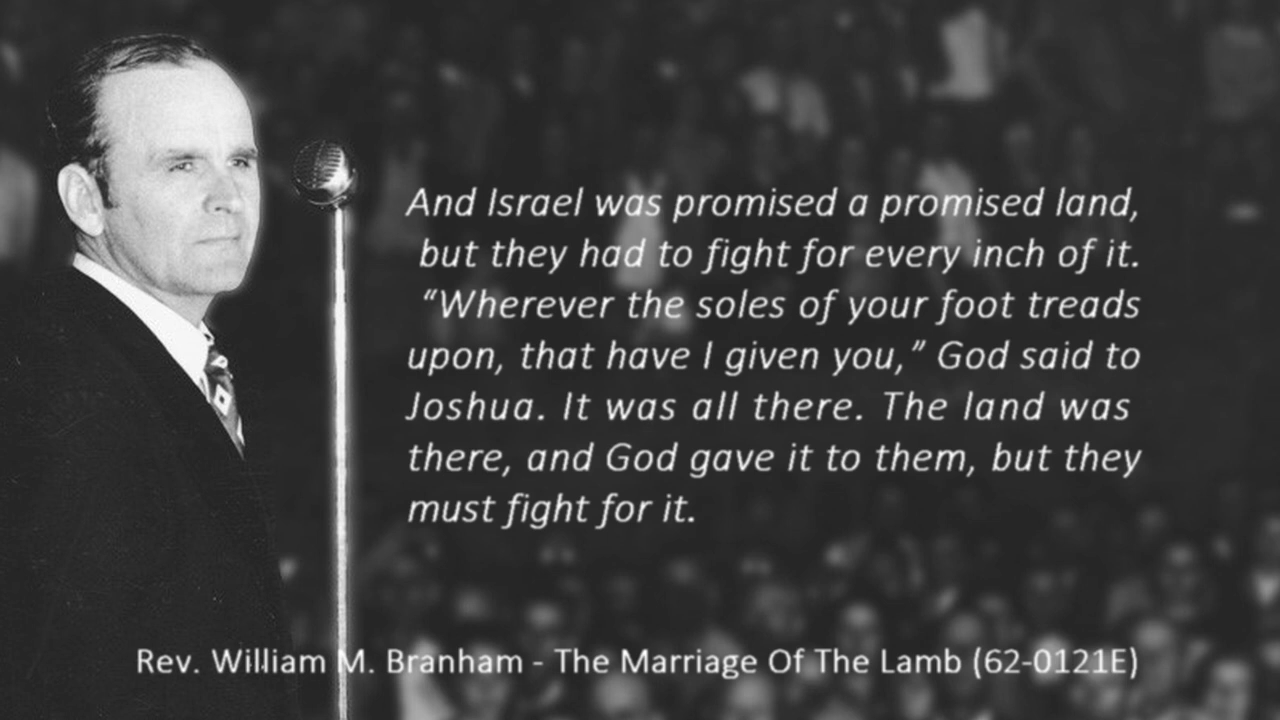 And Israel was promised a promised land,
but they had to fight for every inch of it.
“Wherever the soles of your foot treads
upon, that have I given you,” God said to
Joshua. It was all there. The land was
there, and God gave it to them, but they
must fight for it.
Rev. William M. Branham - The Marriage Of The Lamb (62-0121E)